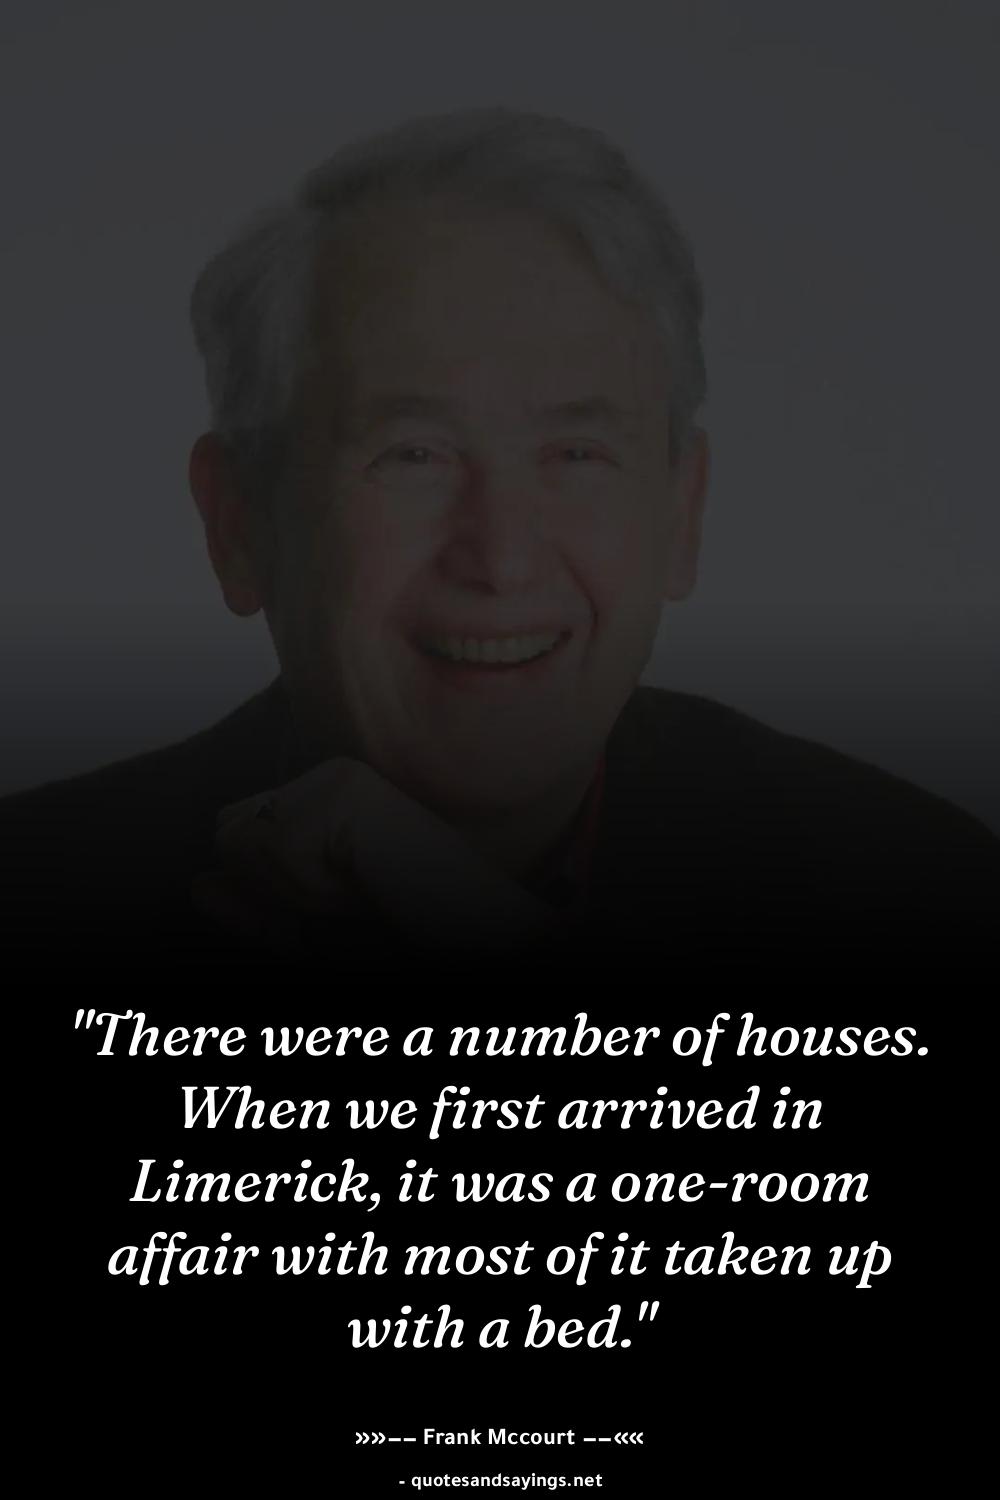 "There were a number of houses.
When we first arrived in
Limerick, it was a one-room
affair with most of it taken up
with a bed."
»»−− Frank Mccourt −−««
- quotesandsayings.net